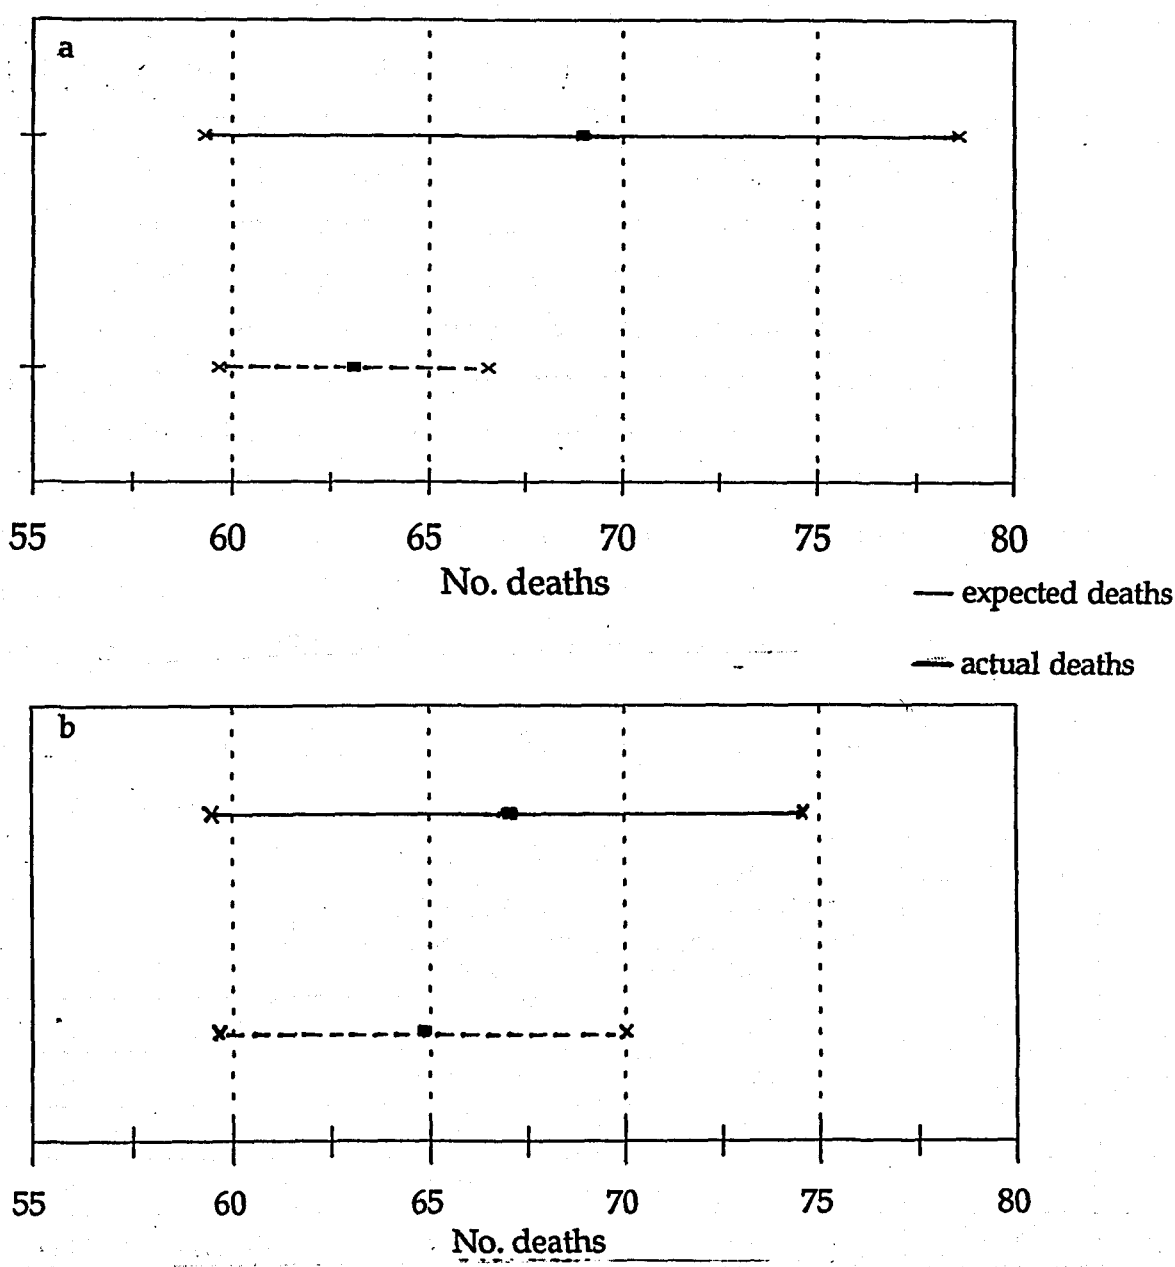 a
55 60 65 70 75 80
No. deaths
— expected deaths
— actual deaths
b
55 60 65 70 75 80
No. deaths